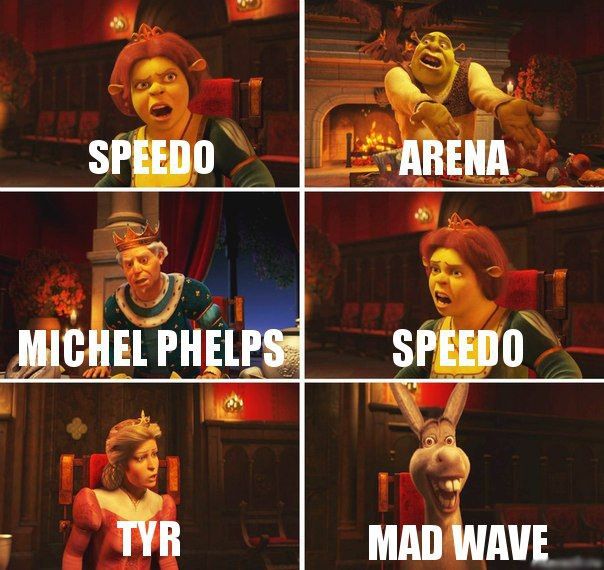 SPEEDO
ARENA
MICHEL PHELPS
SPEEDO
TYR
MAD WAVE